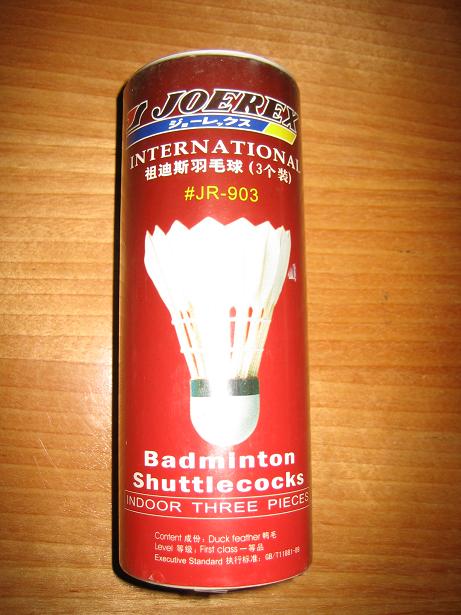 JOEREX
ジョーレックス
INTERNATIONAL
祖迪斯羽毛球(3个装)
#JR-903
Badminton
Shuttlecocks
INDOOR THREE PIECES
Content 成份: Duck feather 鸭毛
Level 等级: First class 一等品
Executive Standard 执行标准: GB/T11881-89